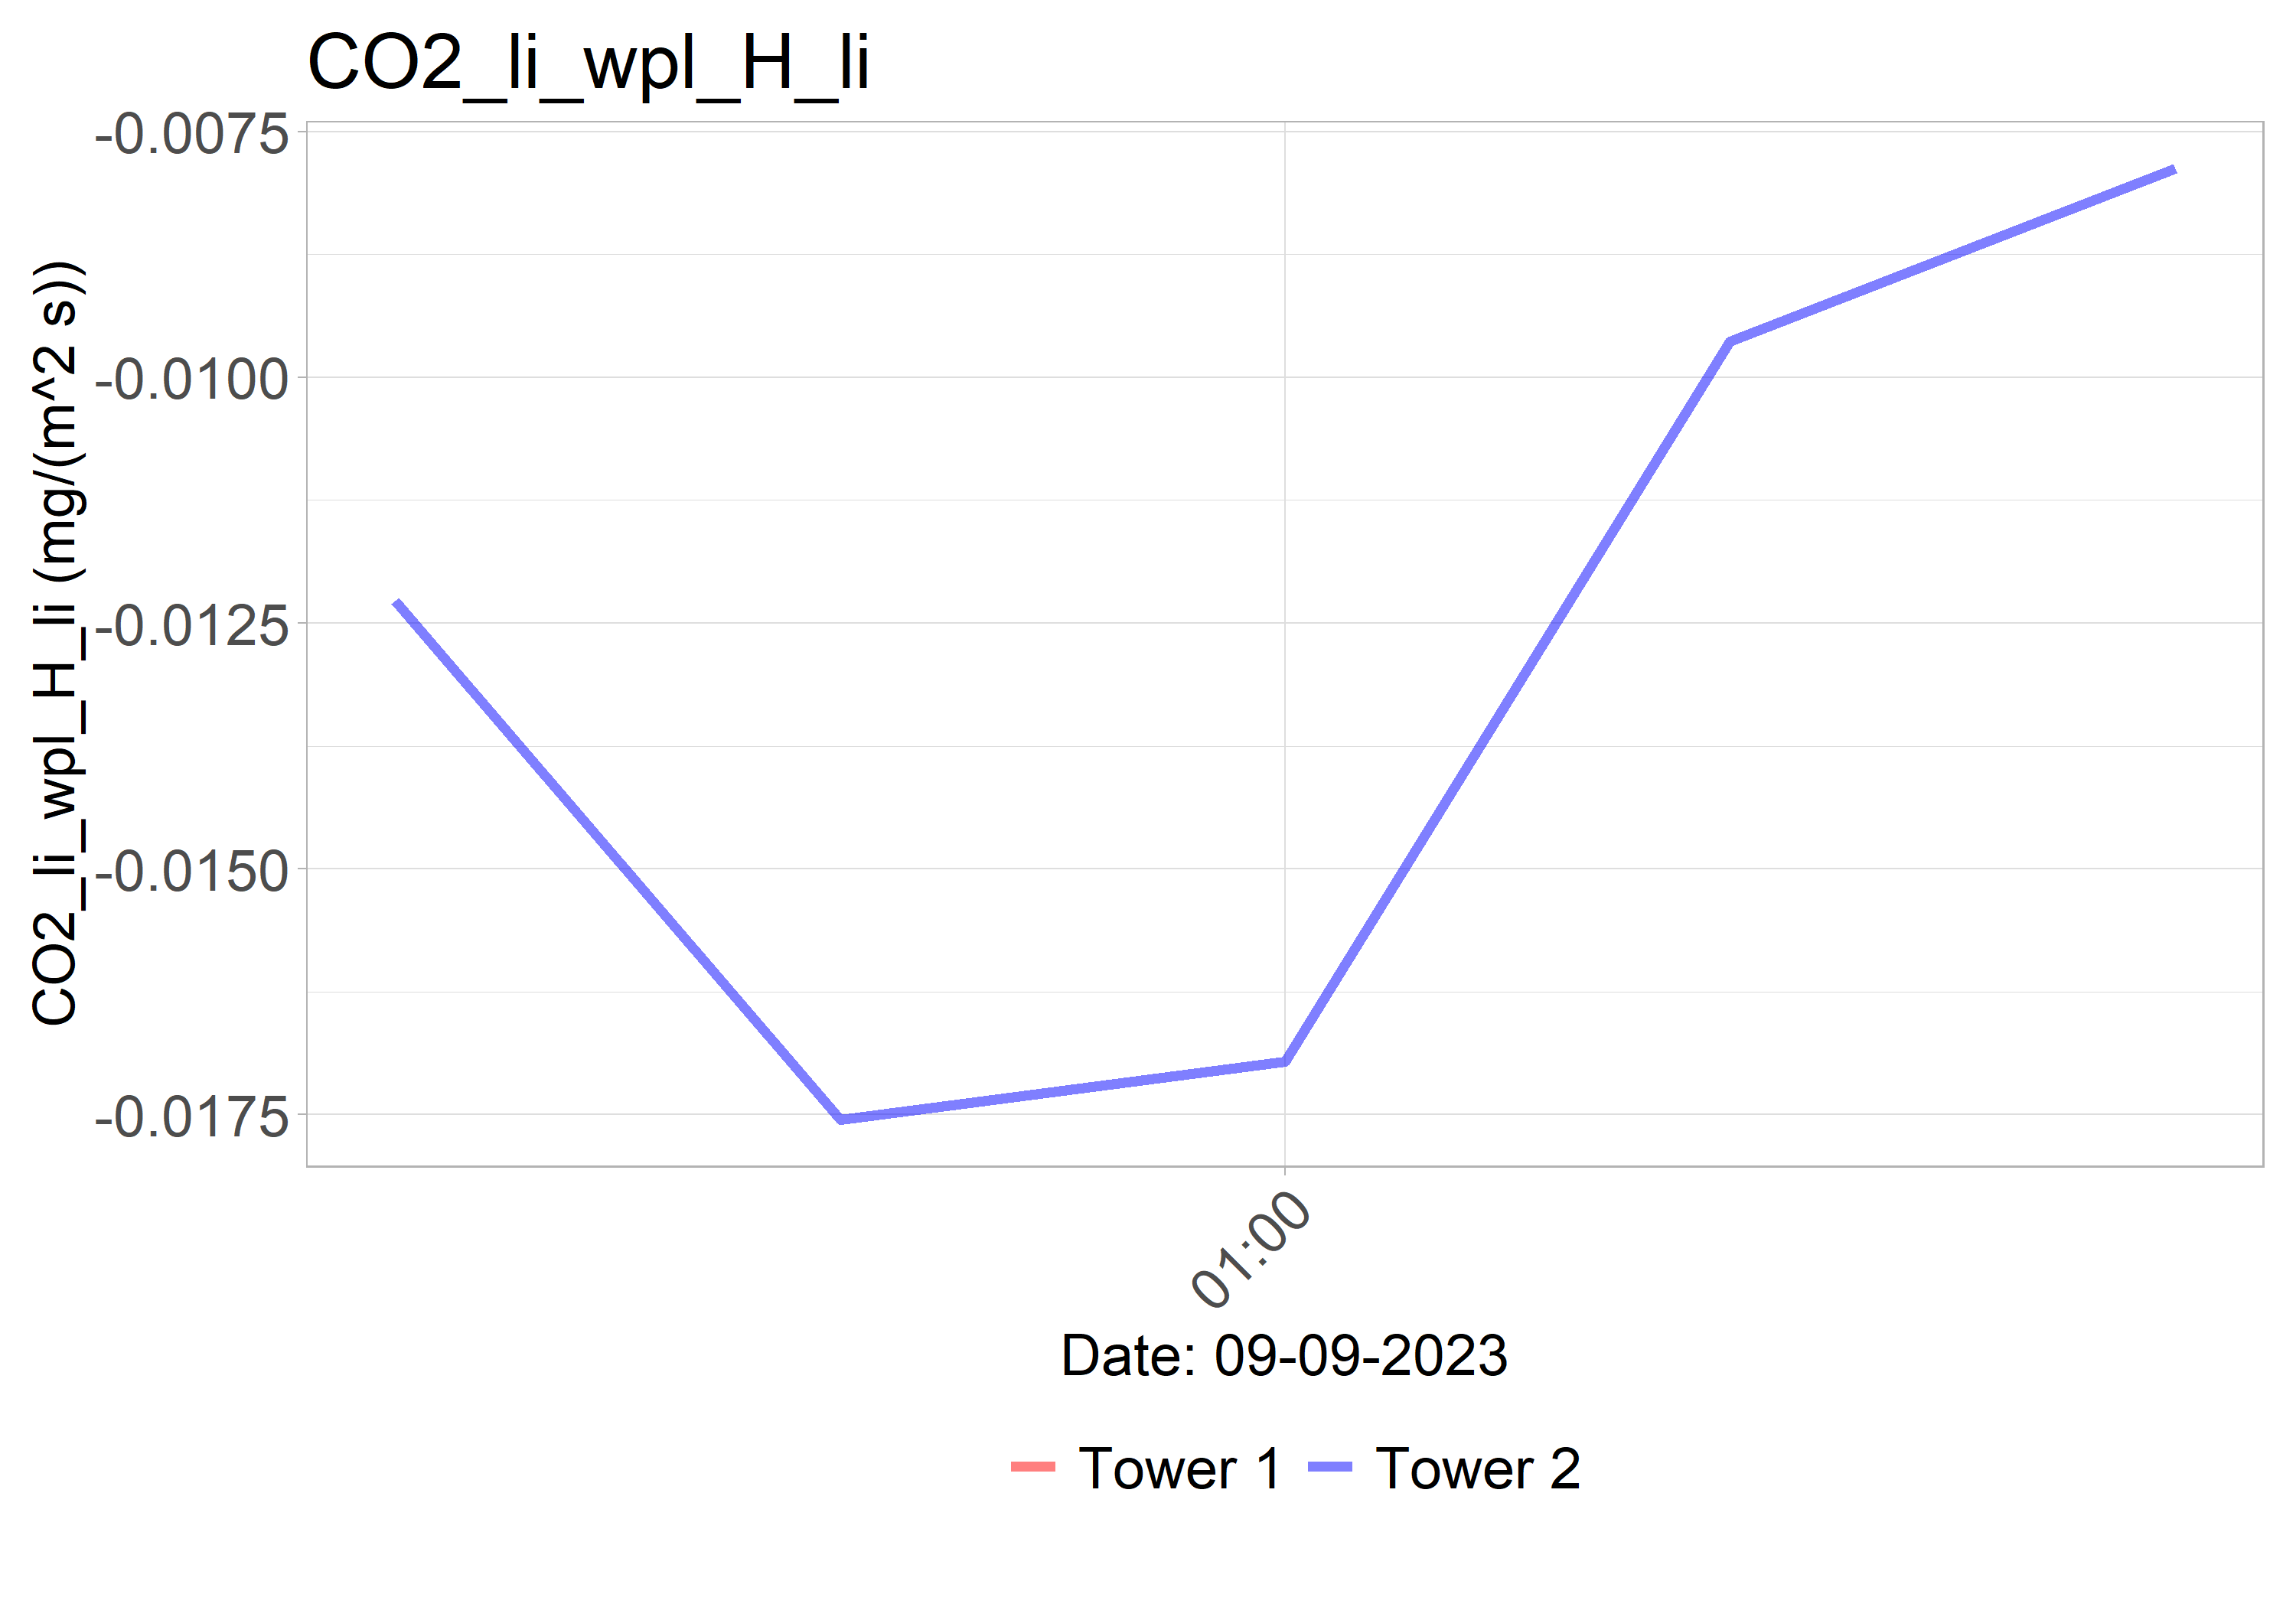 CO2_li_wpl_H_li
CO2_li_wpl_H_li (mg/(m^2 s))
-0.0075
-0.0100
-0.0125
-0.0150
-0.0175
01:00
Date: 09-09-2023
Tower 1 Tower 2